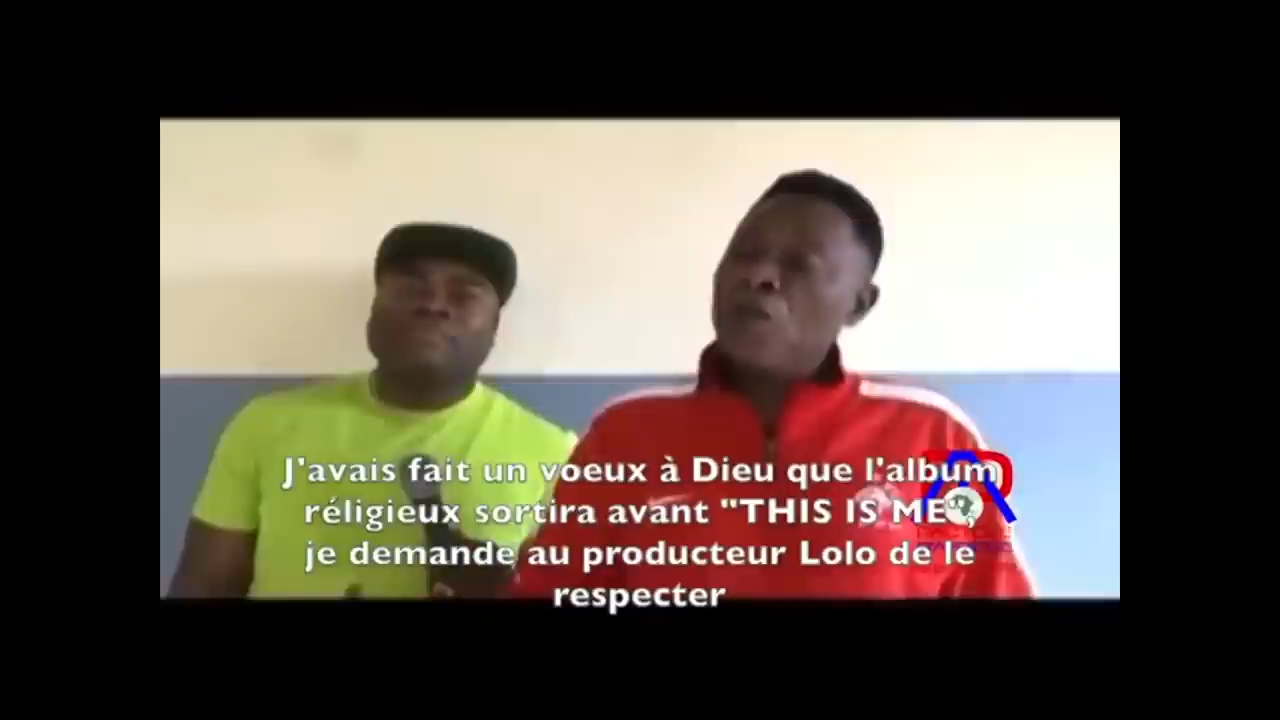 J'avais fait un voeux à Dieu que l'album
réligieux sortira avant "THIS IS ME"
je demande au producteur Lolo de le
respecter